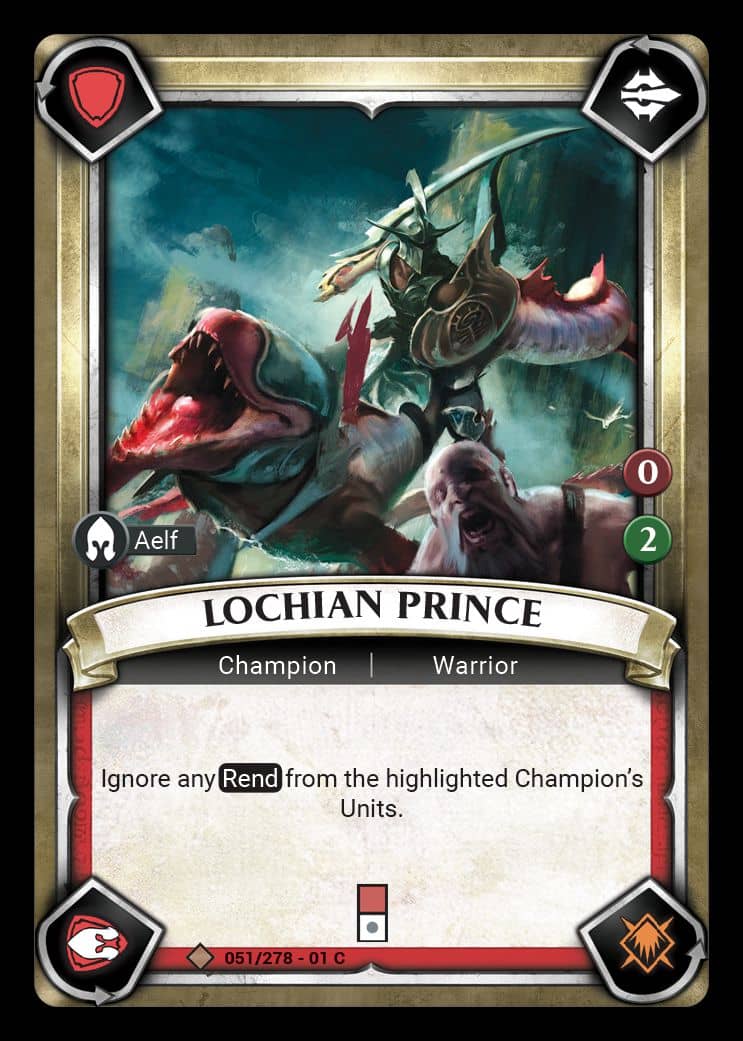 0
Aelf
2
LOCHIAN PRINCE
Champion | Warrior
Ignore any Rend from the highlighted Champion’s
Units.
051/278 - 01 C